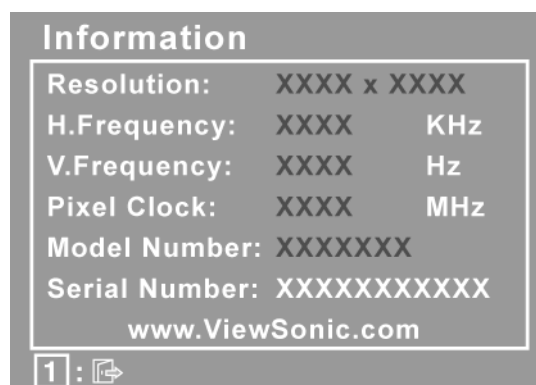 Information
Resolution: XXXX x XXXX
H.Frequency: XXXX KHz
V.Frequency: XXXX Hz
Pixel Clock: XXXX MHz
Model Number: XXXXXXX
Serial Number: XXXXXXXXXXX
www.ViewSonic.com
1 :